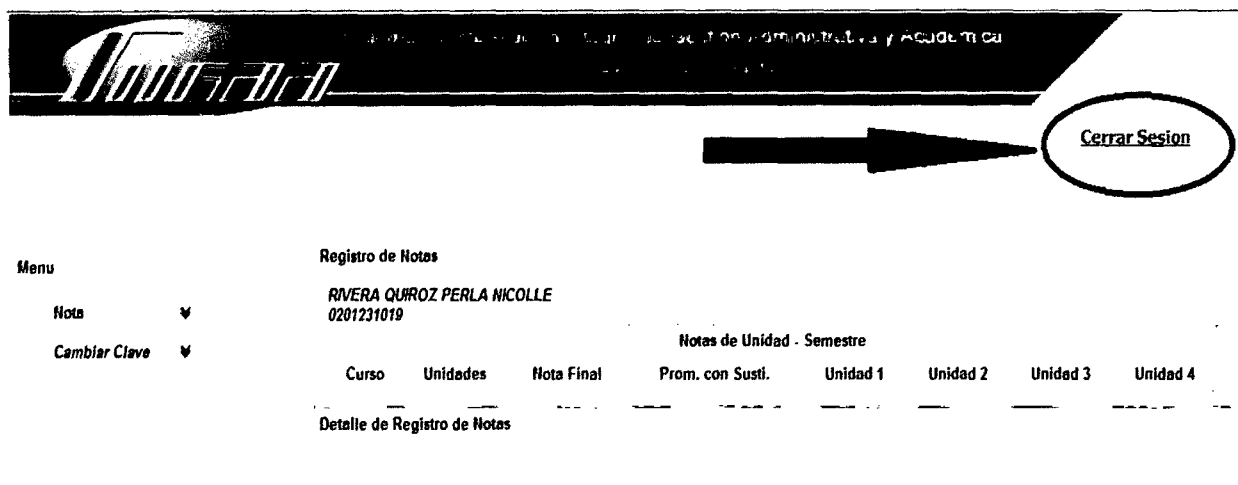 Administrativa y Académica
Cerrar Sesion
Menu
Nota
Cambiar Clave
Registro de Notas
RIVERA QUIROZ PERLA NICOLLE
0201231019
Notas de Unidad - Semestre
Curso Unidades Nota Final Prom. con Susti. Unidad 1 Unidad 2 Unidad 3 Unidad 4
Detalle de Registro de Notas